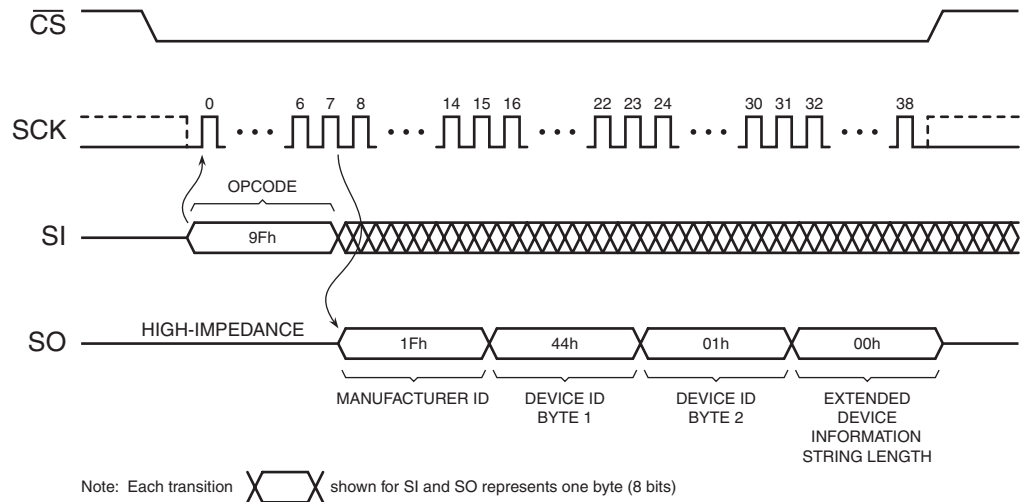 CS
0 6 7 8 14 15 16 22 23 24 30 31 32 38
SCK
OPCODE
SI
9Fh
HIGH-IMPEDANCE
SO
1Fh 44h 01h 00h
MANUFACTURER ID
DEVICE ID
BYTE 1
DEVICE ID
BYTE 2
EXTENDED
DEVICE
INFORMATION
STRING LENGTH
Note: Each transition shown for SI and SO represents one byte (8 bits)